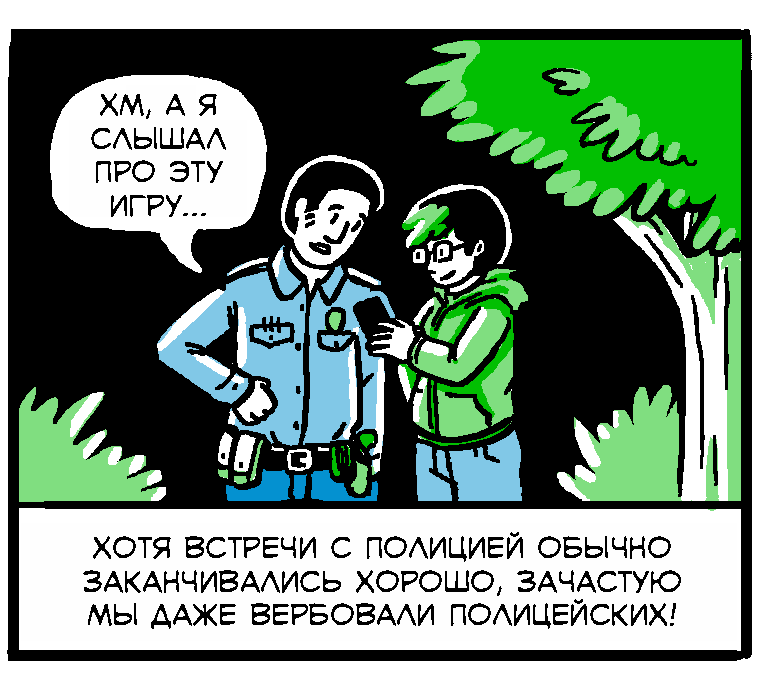 ХМ, А Я
СЛЫШАЛ
ПРО ЭТУ
ИГРУ...
ХОТЯ ВСТРЕЧИ С ПОЛИЦИЕЙ ОБЫЧНО
ЗАКАНЧИВАЛИСЬ ХОРОШО, ЗАЧАСТУЮ
МЫ ДАЖЕ ВЕРБОВАЛИ ПОЛИЦЕЙСКИХ!